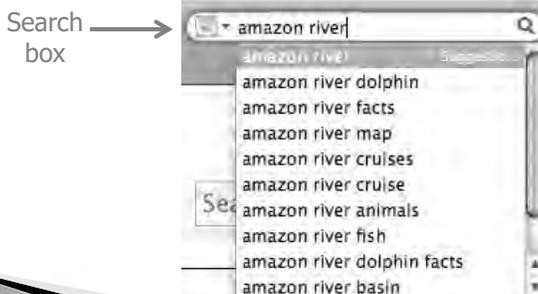 Search
box
amazon river
amazon river
amazon river dolphin
amazon river facts
amazon river map
amazon river cruises
amazon river cruise
Sea
amazon river animals
amazon river fish
amazon river dolphin facts
amazon river basin